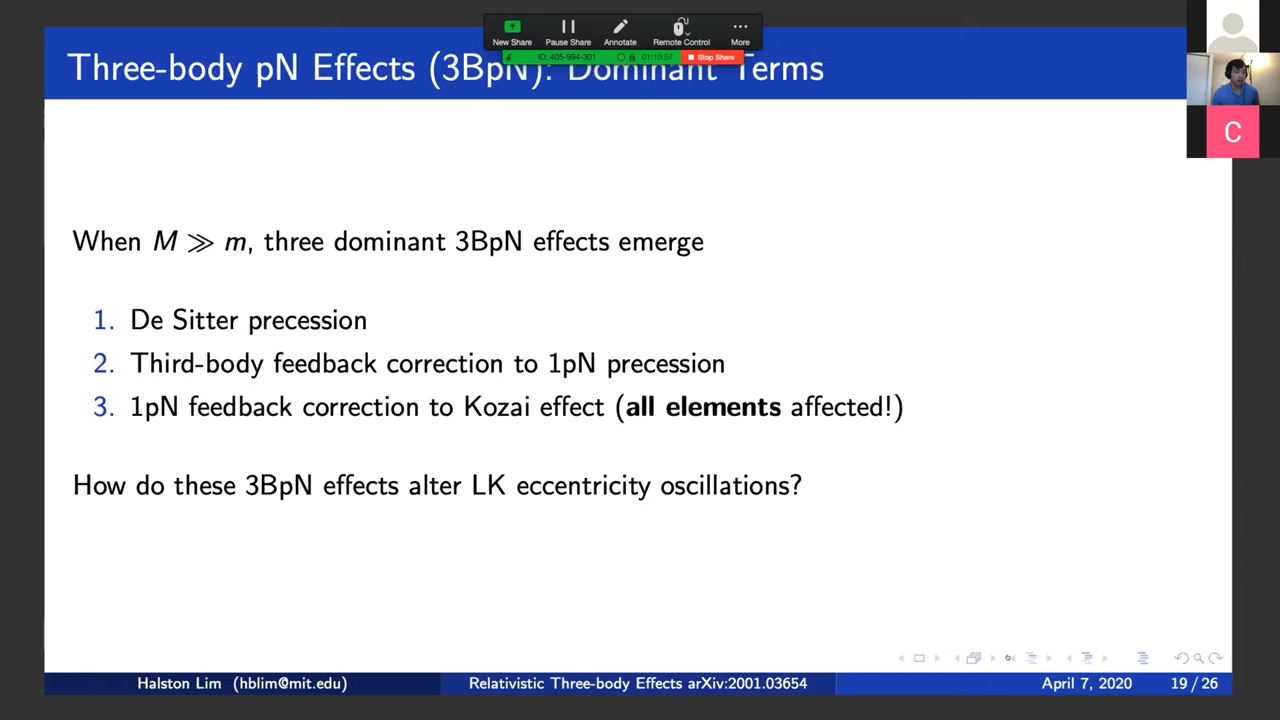 New Share
Pause Share
Annotate
Remote Control
More
ID: 405-994-301
01:10:57
Stop Share
Three-body pN Effects (3BpN): Dominant Terms
C
When M ≫ m, three dominant 3BpN effects emerge
1. De Sitter precession
2. Third-body feedback correction to 1pN precession
3. 1pN feedback correction to Kozai effect (all elements affected!)
How do these 3BpN effects alter LK eccentricity oscillations?
Halston Lim (hblim@mit.edu)
Relativistic Three-body Effects arXiv:2001.03654
April 7, 2020
19 / 26